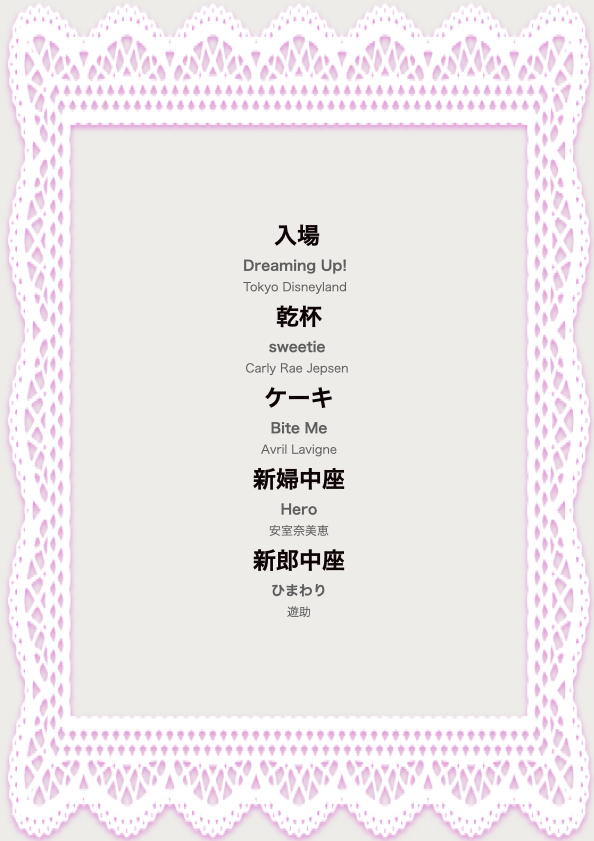 入場
Dreaming Up!
Tokyo Disneyland
乾杯
sweetie
Carly Rae Jepsen
ケーキ
Bite Me
Avril Lavigne
新婦中座
Hero
安室奈美恵
新郎中座
ひまわり
遊助